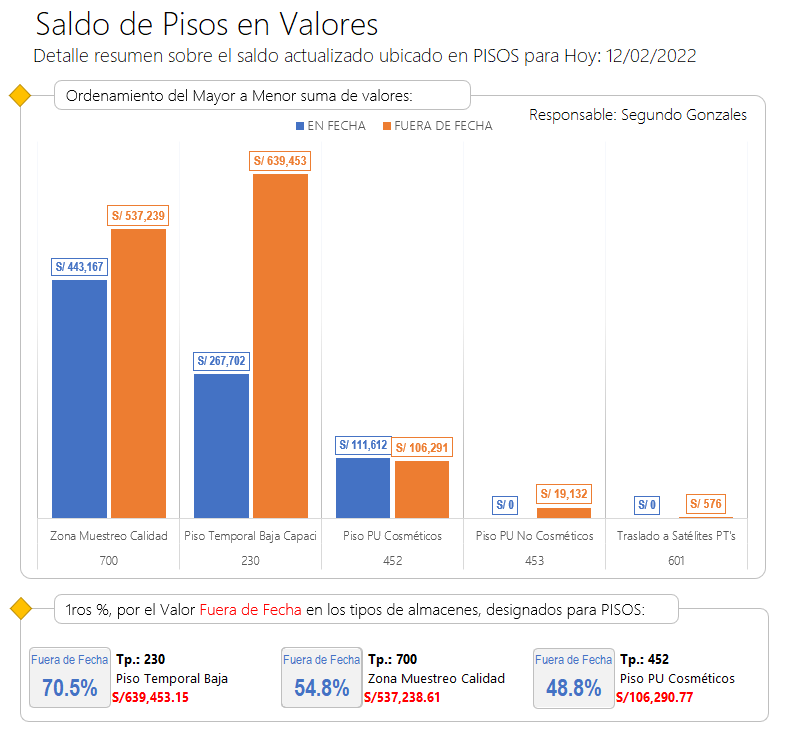 Saldo de Pisos en Valores
Detalle resumen sobre el saldo actualizado ubicado en PISOS para Hoy: 12/02/2022
Ordenamiento del Mayor a Menor suma de valores:
Responsable: Segundo Gonzales
EN FECHA FUERA DE FECHA
S/ 639,453
S/ 537,239
S/ 443,167
S/ 267,702
S/ 111,612 S/ 106,291
S/ 0 S/ 19,132 S/ 0 S/ 576
Zona Muestreo Calidad Piso Temporal Baja Capaci Piso PU Cosméticos Piso PU No Cosméticos Traslado a Satélites PT's
700 230 452 453 601
1ros %, por el Valor Fuera de Fecha en los tipos de almacenes, designados para PISOS:
Fuera de Fecha Tp.: 230
70.5% Piso Temporal Baja
S/639,453.15
Fuera de Fecha Tp.: 700
54.8% Zona Muestreo Calidad
S/537,238.61
Fuera de Fecha Tp.: 452
48.8% Piso PU Cosméticos
S/106,290.77